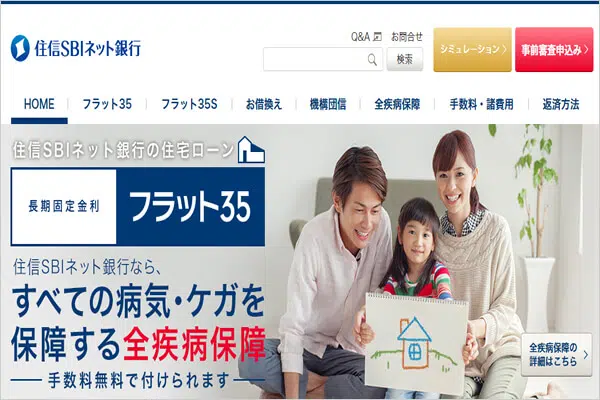 Q&A お問合せ
住信SBIネット銀行
検索
シミュレーション
事前審査申込み
HOME フラット35 フラット35S お借換え 機構団信 全疾病保障 手数料・諸費用 返済方法
住信SBIネット銀行の住宅ローン
長期固定金利 フラット35
住信SBIネット銀行なら、
すべての病気・ケガを
保障する全疾病保障
手数料無料で付けられます
全疾病保障の
詳細はこちら